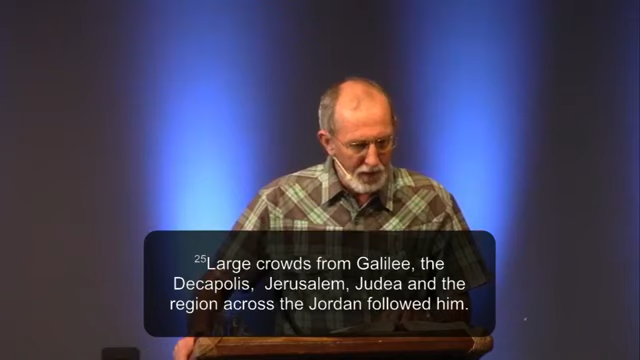 ²⁵Large crowds from Galilee, the
Decapolis,  Jerusalem, Judea and the
region across the Jordan followed him.